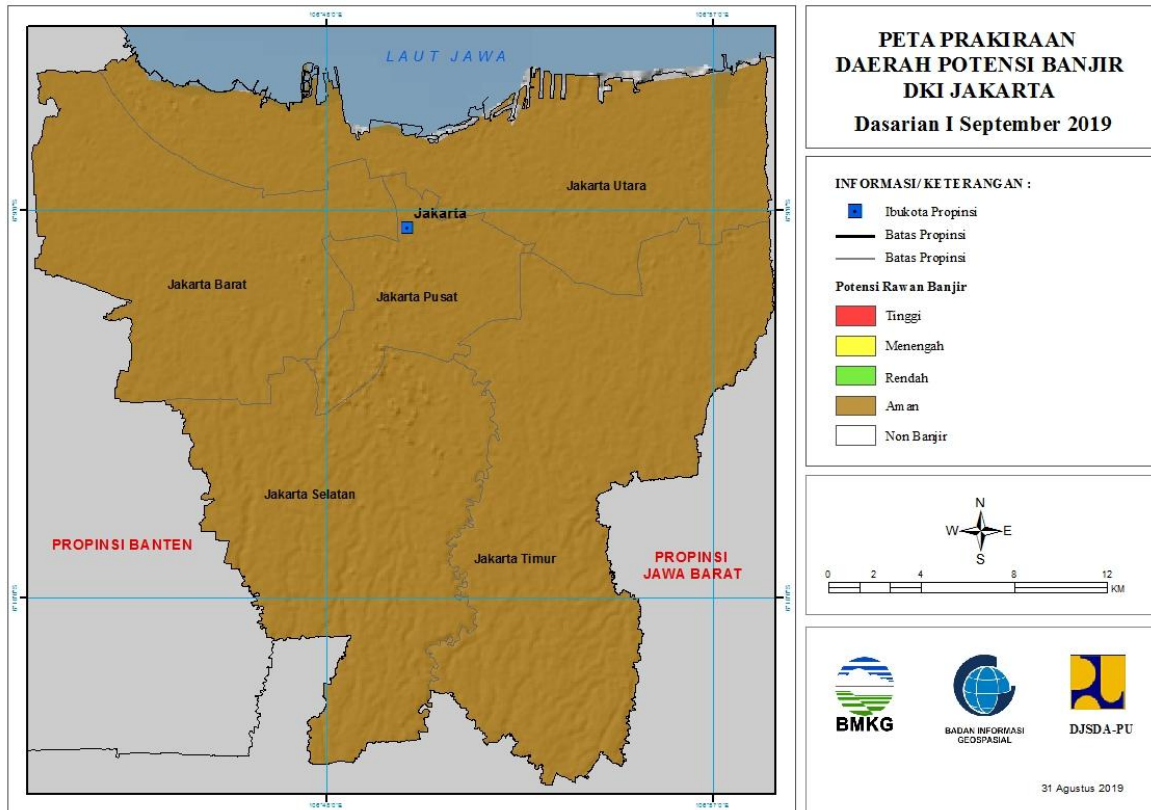 PETA PRAKIRAAN
DAERAH POTENSI BANJIR
DKI JAKARTA
Dasarian I September 2019
INFORMASI/KETERANGAN :
Ibukota Propinsi
Batas Propinsi
Batas Propinsi
Potensi Rawan Banjir
Tinggi
Menengah
Rendah
Aman
Non Banjir
N
W E
S
0 2 4 8 12
KM
BMKG
BADAN INFORMASI
GEOSPASIAL
DJSDA-PU
31 Agustus 2019
LAUT JAWA
Jakarta Utara
Jakarta
Jakarta Barat
Jakarta Pusat
Jakarta Selatan
Jakarta Timur
PROPINSI BANTEN
PROPINSI
JAWA BARAT